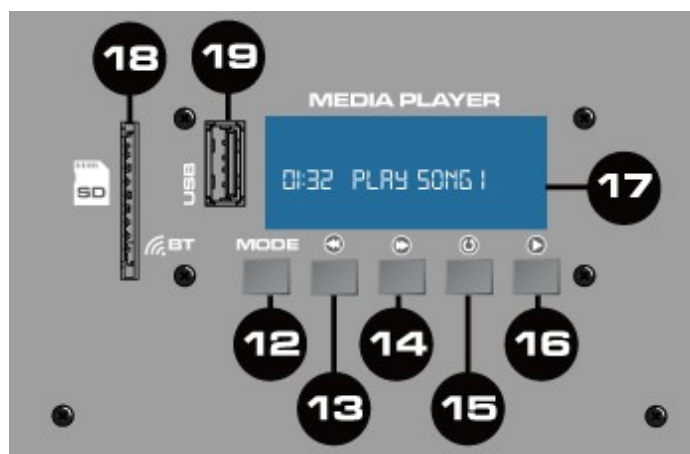 18
19
MEDIA PLAYER
USB
SD
01:32 PLAY SONG 1
17
BT
MODE
12
14
16
13
15